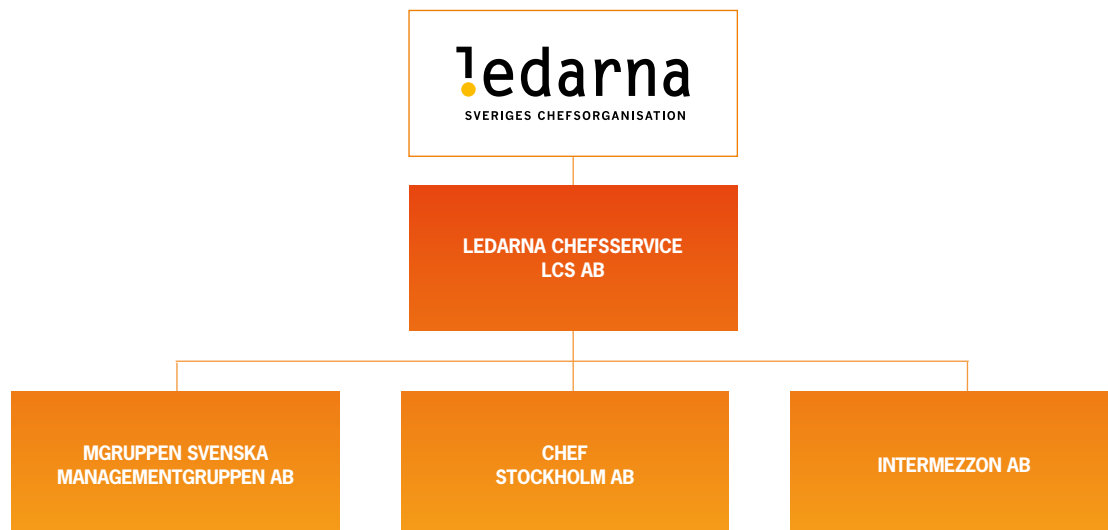 ledarna
SVERIGES CHEFSORGANISATION
LEDARNA CHEFSSERVICE
LCS AB
MGRUPPEN SVENSKA
MANAGEMENTGRUPPEN AB
CHEF
STOCKHOLM AB
INTERMEZZON AB